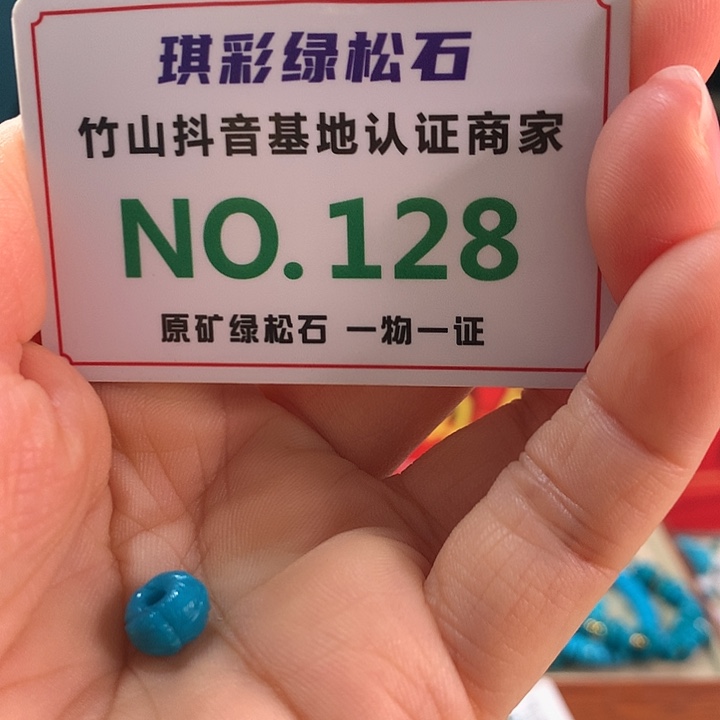 琪彩绿松石
竹山抖音基地认证商家
NO.128
原矿绿松石 一物一证